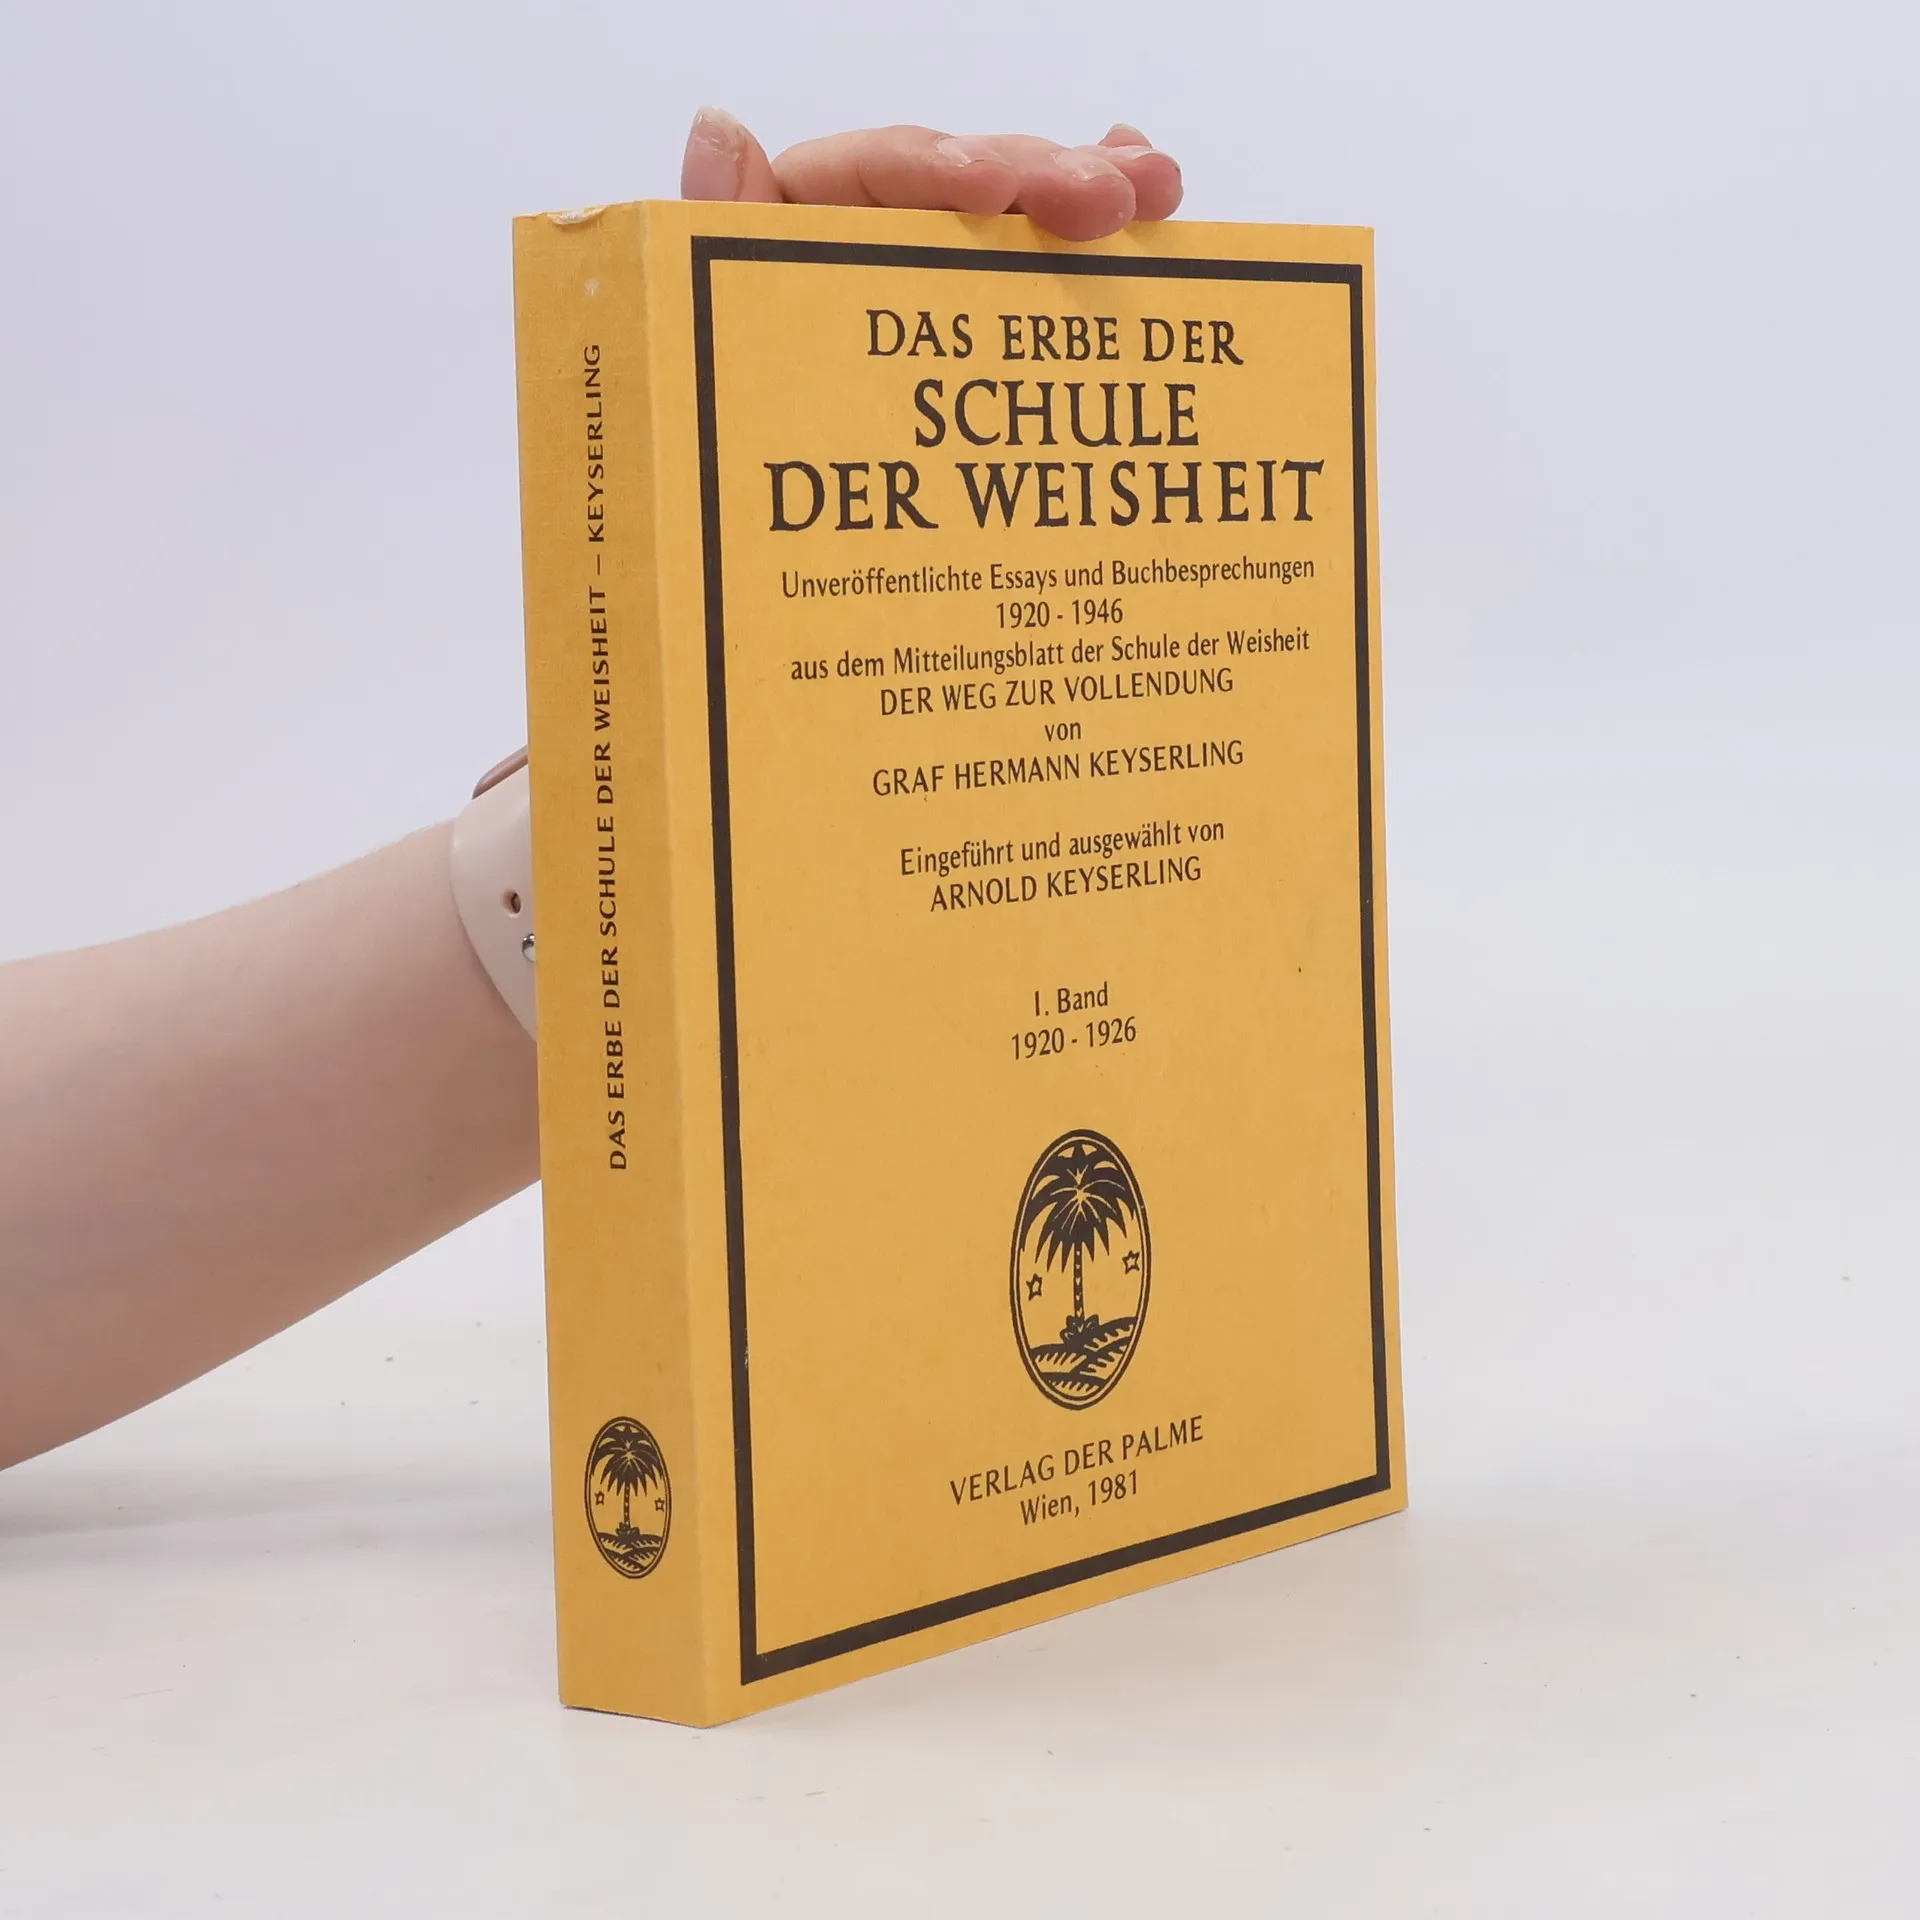 DAS ERBE DER SCHULE DER WEISHEIT – KEYSERLING
DAS ERBE DER
SCHULE
DER WEISHEIT
Unveröffentlichte Essays und Buchbesprechungen
1920 - 1946
aus dem Mitteilungsblatt der Schule der Weisheit
DER WEG ZUR VOLLENDUNG
von
GRAF HERMANN KEYSERLING
Eingeführt und ausgewählt von
ARNOLD KEYSERLING
I. Band
1920 - 1926
VERLAG DER PALME
Wien, 1981